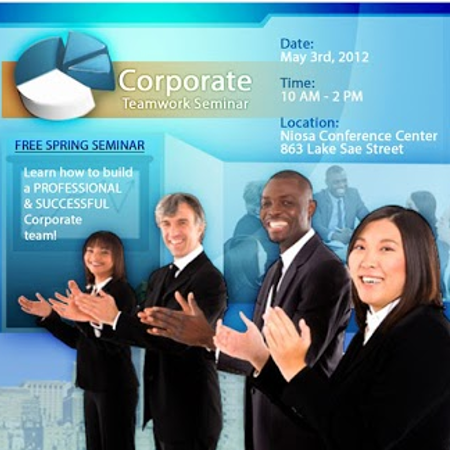 Corporate
Teamwork Seminar
Date:
May 3rd, 2012
Time:
10 AM - 2 PM
Location:
Niosa Conference Center
863 Lake Sae Street
FREE SPRING SEMINAR
Learn how to build
a PROFESSIONAL
& SUCCESSFUL
Corporate
team!